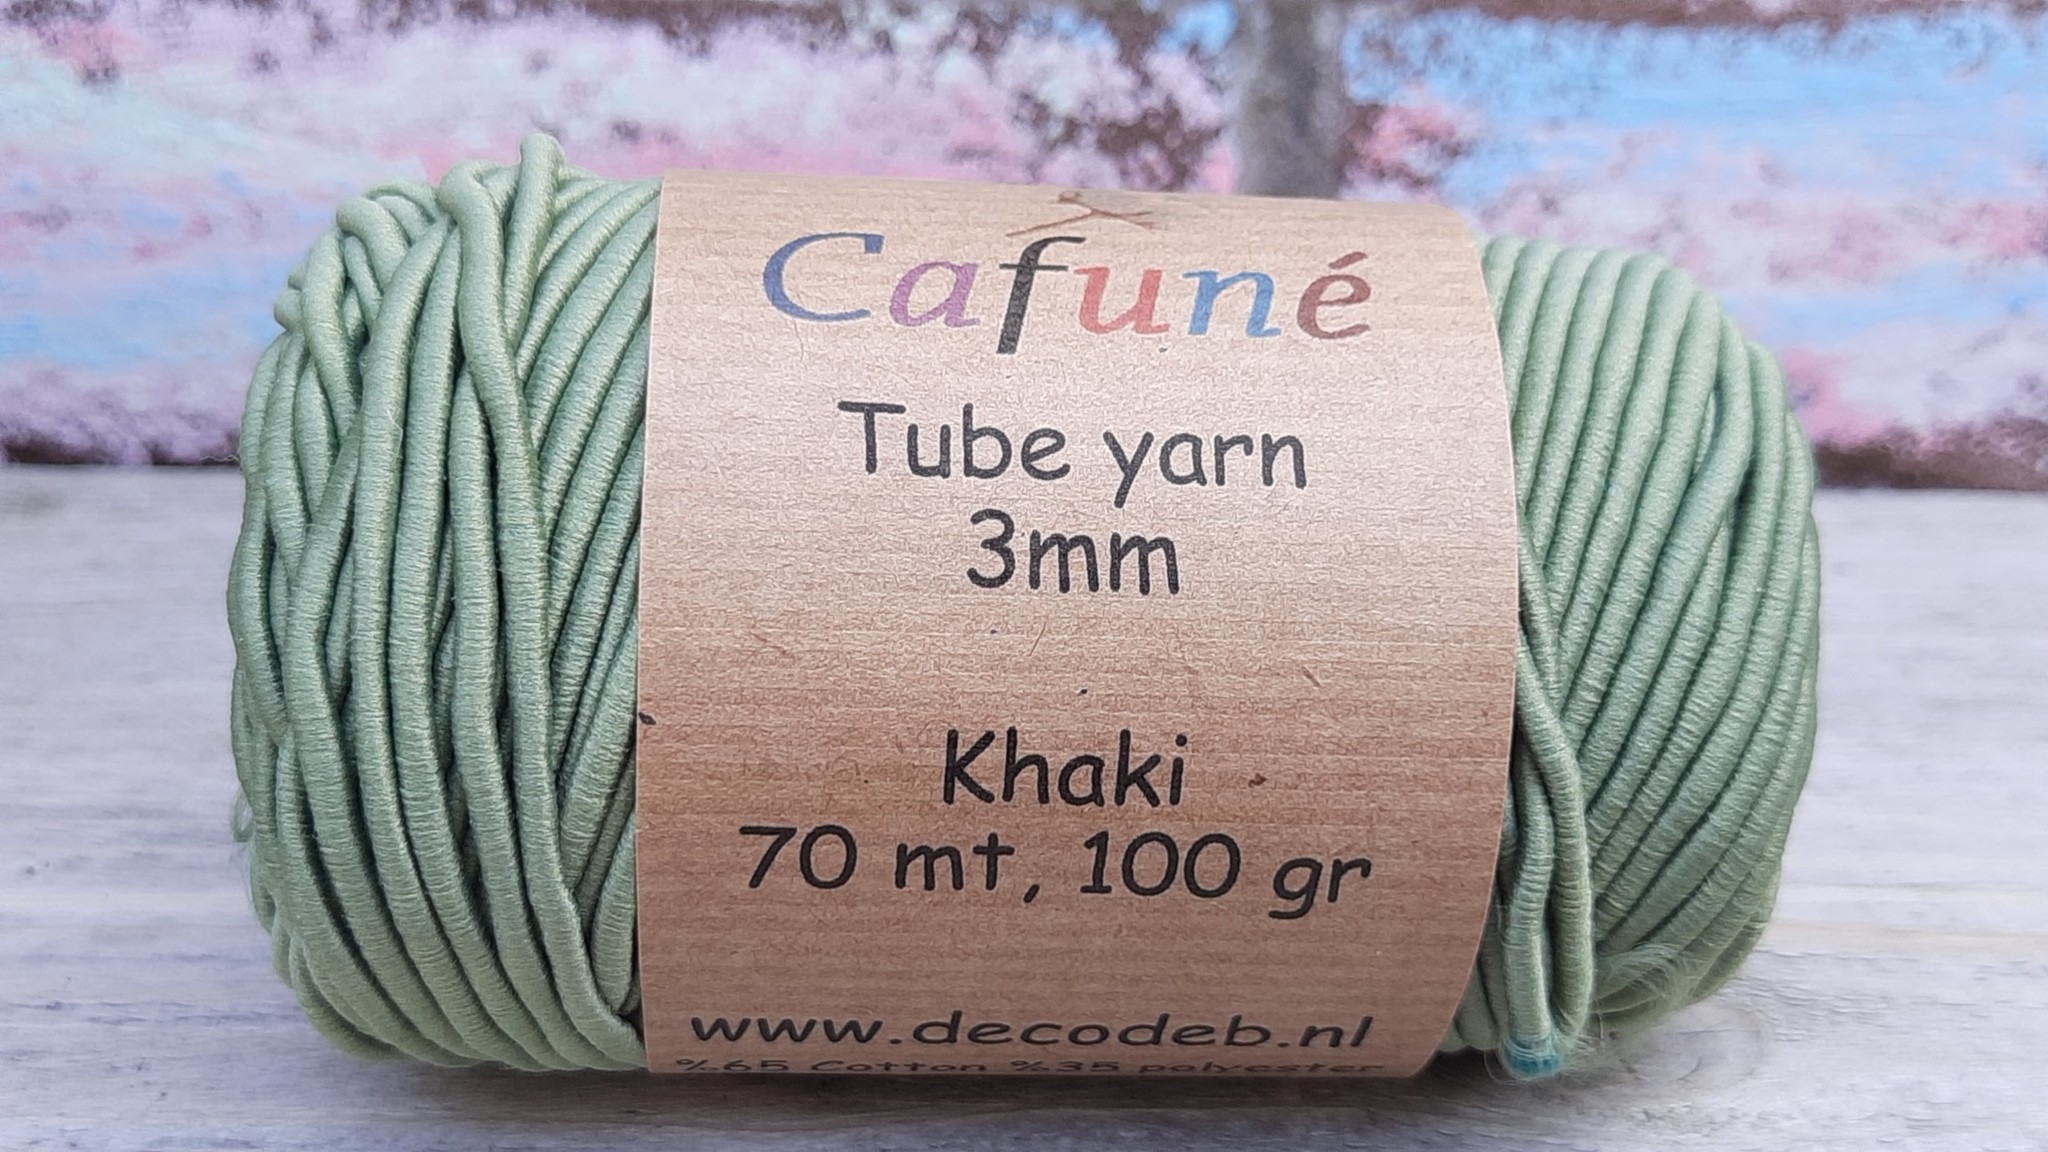 Cafuné
Tube yarn
3mm
Khaki
70 mt, 100 gr
www.decodeb.nl
%65 Cotton %35 polyester